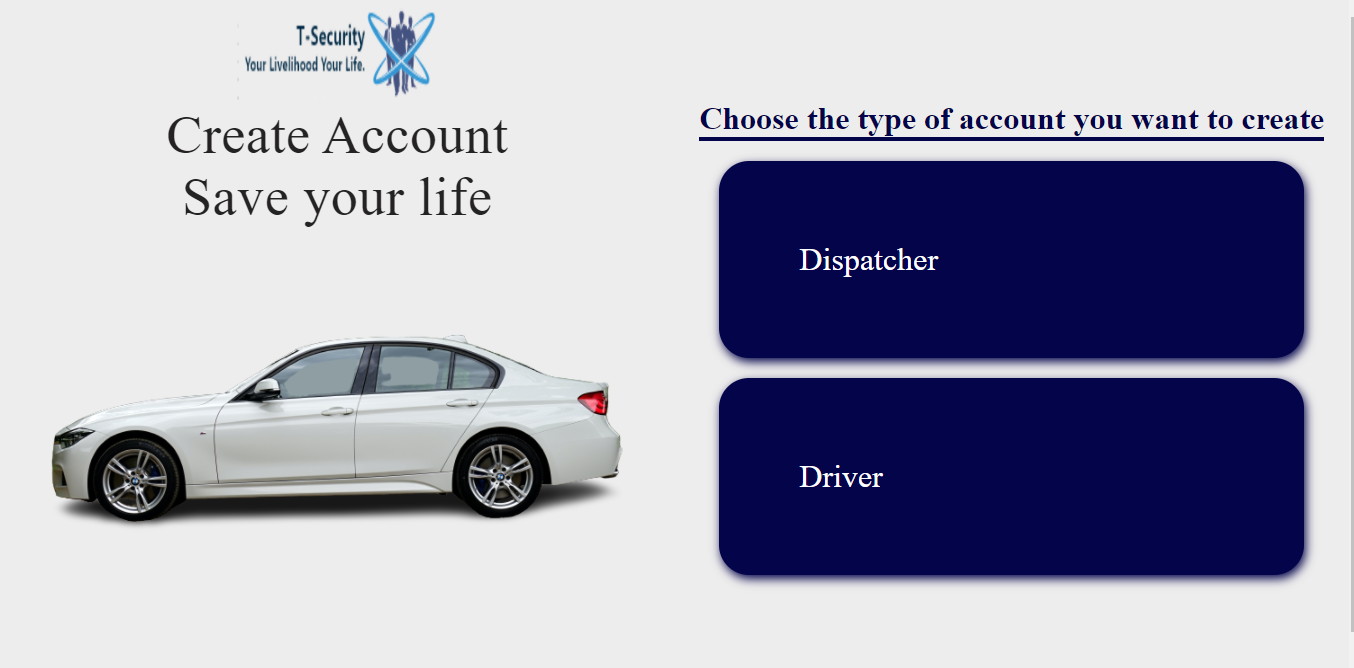 T-Security
Your Livelihood Your Life.
Create Account
Save your life
Choose the type of account you want to create
Dispatcher
Driver